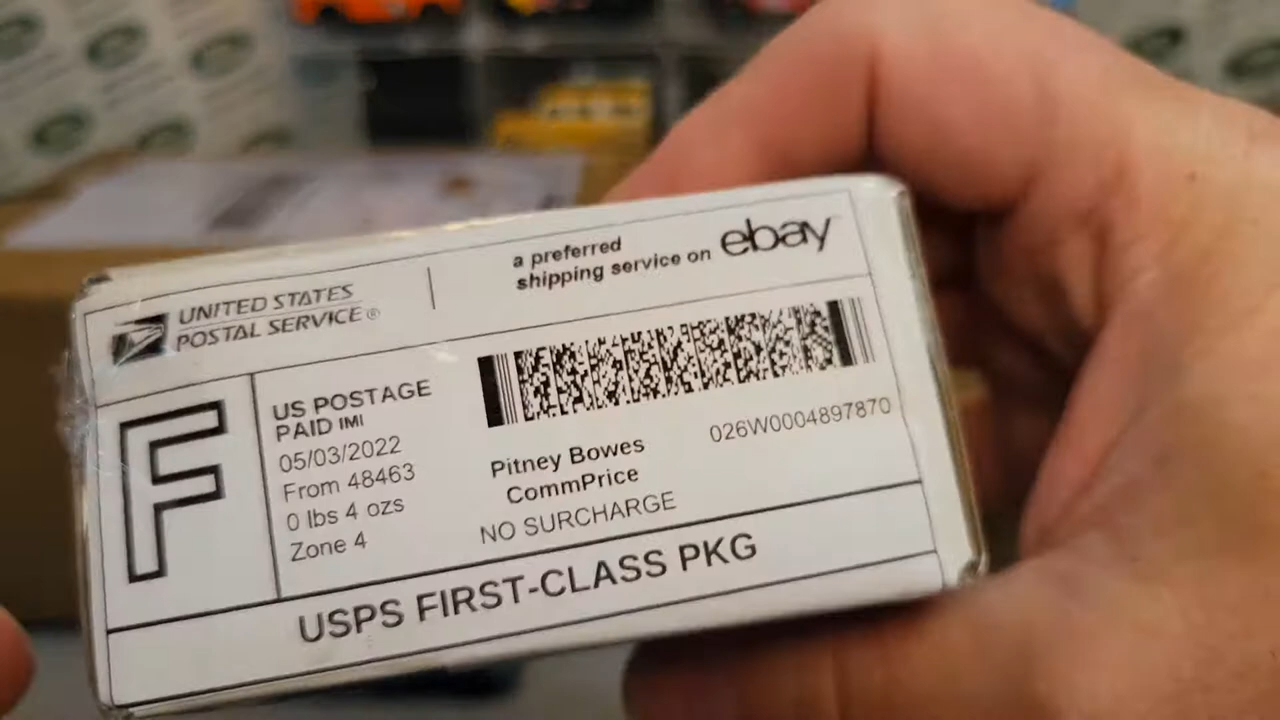 UNITED STATES
POSTAL SERVICE®
a preferred
shipping service on ebay
F
US POSTAGE
PAID IMI
05/03/2022
From 48463
0 lbs 4 ozs
Zone 4
026W0004897870
Pitney Bowes
CommPrice
NO SURCHARGE
USPS FIRST-CLASS PKG